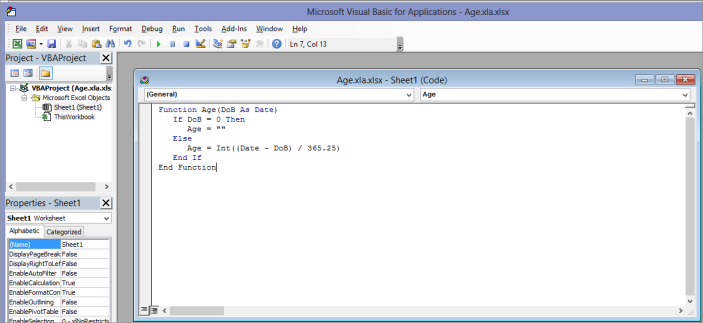 Microsoft Visual Basic for Applications - Age.xla.xlsx
File Edit View Insert Format Debug Run Tools Add-Ins Window Help
Ln 7, Col 13
Project - VBAProject
VBAProject (Age.xla.xls
Microsoft Excel Objects
Sheet1 (Sheet1)
ThisWorkbook
Properties - Sheet1
Sheet1 Worksheet
Alphabetic Categorized
(Name) Sheet1
DisplayPageBreak False
DisplayRightToLef False
EnableAutoFilter False
EnableCalculation True
EnableFormatCon True
EnableOutlining False
EnablePivotTable False
EnableSelection 0 - xlNoRestricti
Age.xla.xlsx - Sheet1 (Code)
(General) Age
Function Age(DoB As Date)
If DoB = 0 Then
Age = ""
Else
Age = Int((Date - DoB) / 365.25)
End If
End Function